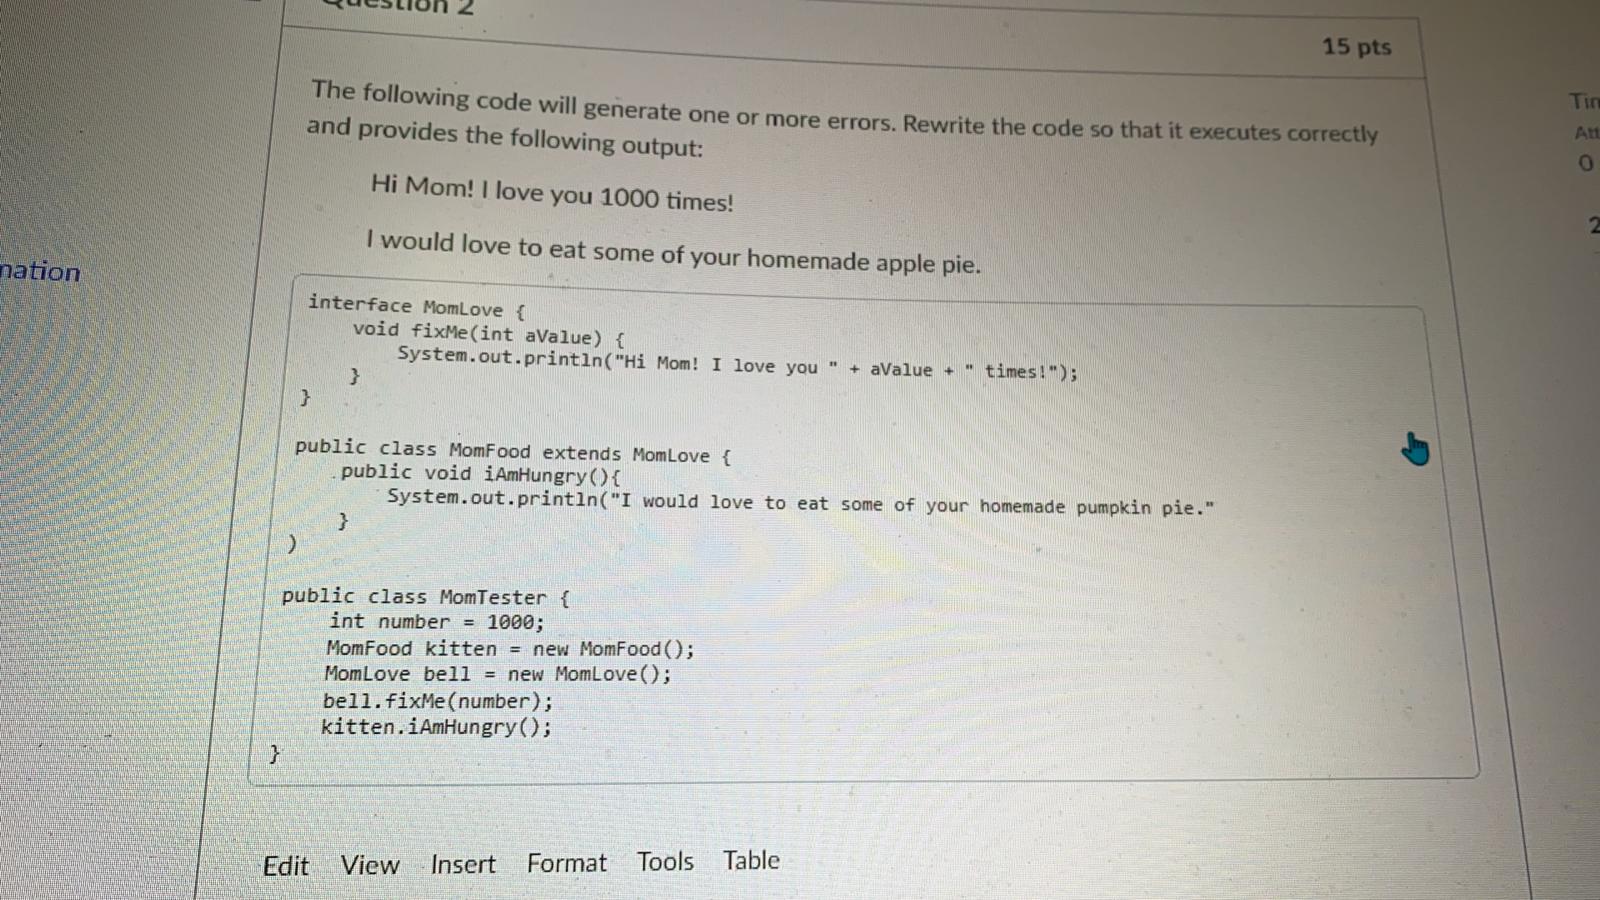 Question 2
15 pts
The following code will generate one or more errors. Rewrite the code so that it executes correctly
and provides the following output:
Hi Mom! I love you 1000 times!
I would love to eat some of your homemade apple pie.
interface MomLove {
void fixMe(int aValue) {
System.out.println("Hi Mom! I love you " + aValue + " times!");
}
}
public class MomFood extends MomLove {
public void iAmHungry(){
System.out.println("I would love to eat some of your homemade pumpkin pie."
}
)
public class MomTester {
int number = 1000;
MomFood kitten = new MomFood();
MomLove bell = new MomLove();
bell.fixMe(number);
kitten.iAmHungry();
}
Edit View Insert Format Tools Table
nation
Tin
Att
0
2